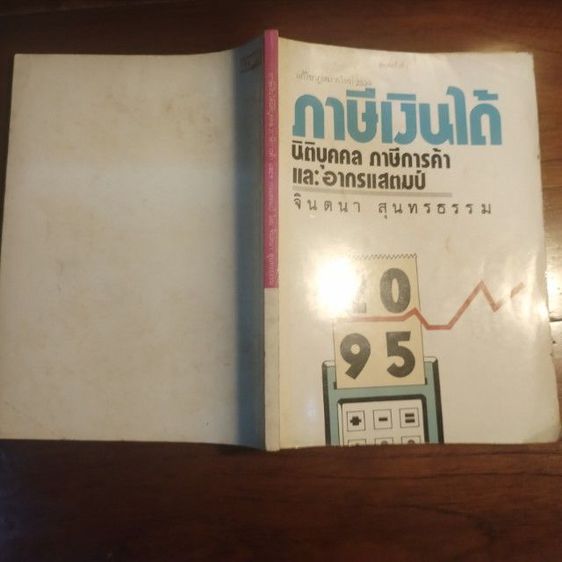 ภาษีเงินได้
นิติบุคคล ภาษีการค้า
และอากรแสตมป์
จินตนา สุนทรธรรม
20
95
+ - =